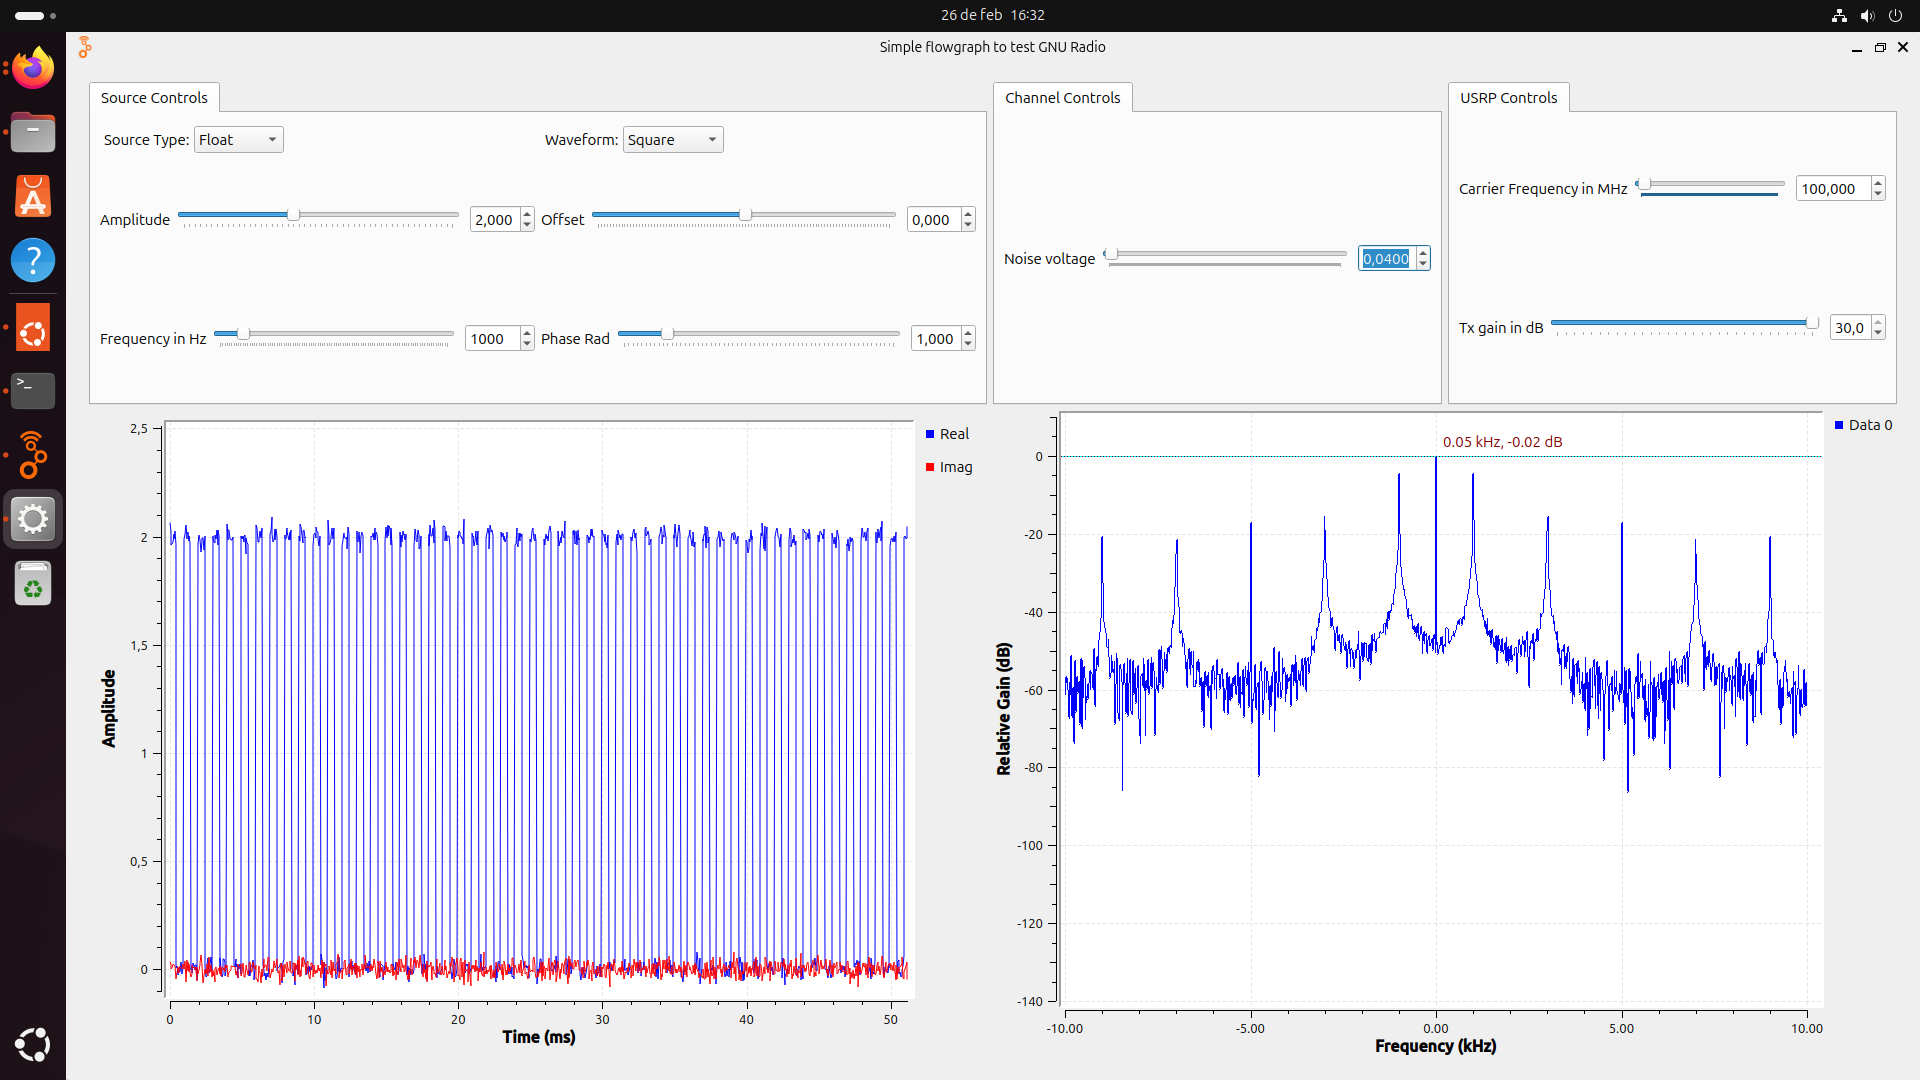 26 de feb 16:32
Simple flowgraph to test GNU Radio
Source Controls
Channel Controls
USRP Controls
Source Type: Float
Waveform: Square
Amplitude 2,000
Offset 0,000
Frequency in Hz 1000
Phase Rad 1,000
Noise voltage 0,0400
Carrier Frequency in MHz 100,000
Tx gain in dB 30,0
2,5
2
1,5
1
0,5
0
Amplitude
0 10 20 30 40 50
Time (ms)
Real
Imag
0.05 kHz, -0.02 dB
Data 0
0
-20
-40
-60
-80
-100
-120
-140
Relative Gain (dB)
-10.00 -5.00 0.00 5.00 10.00
Frequency (kHz)